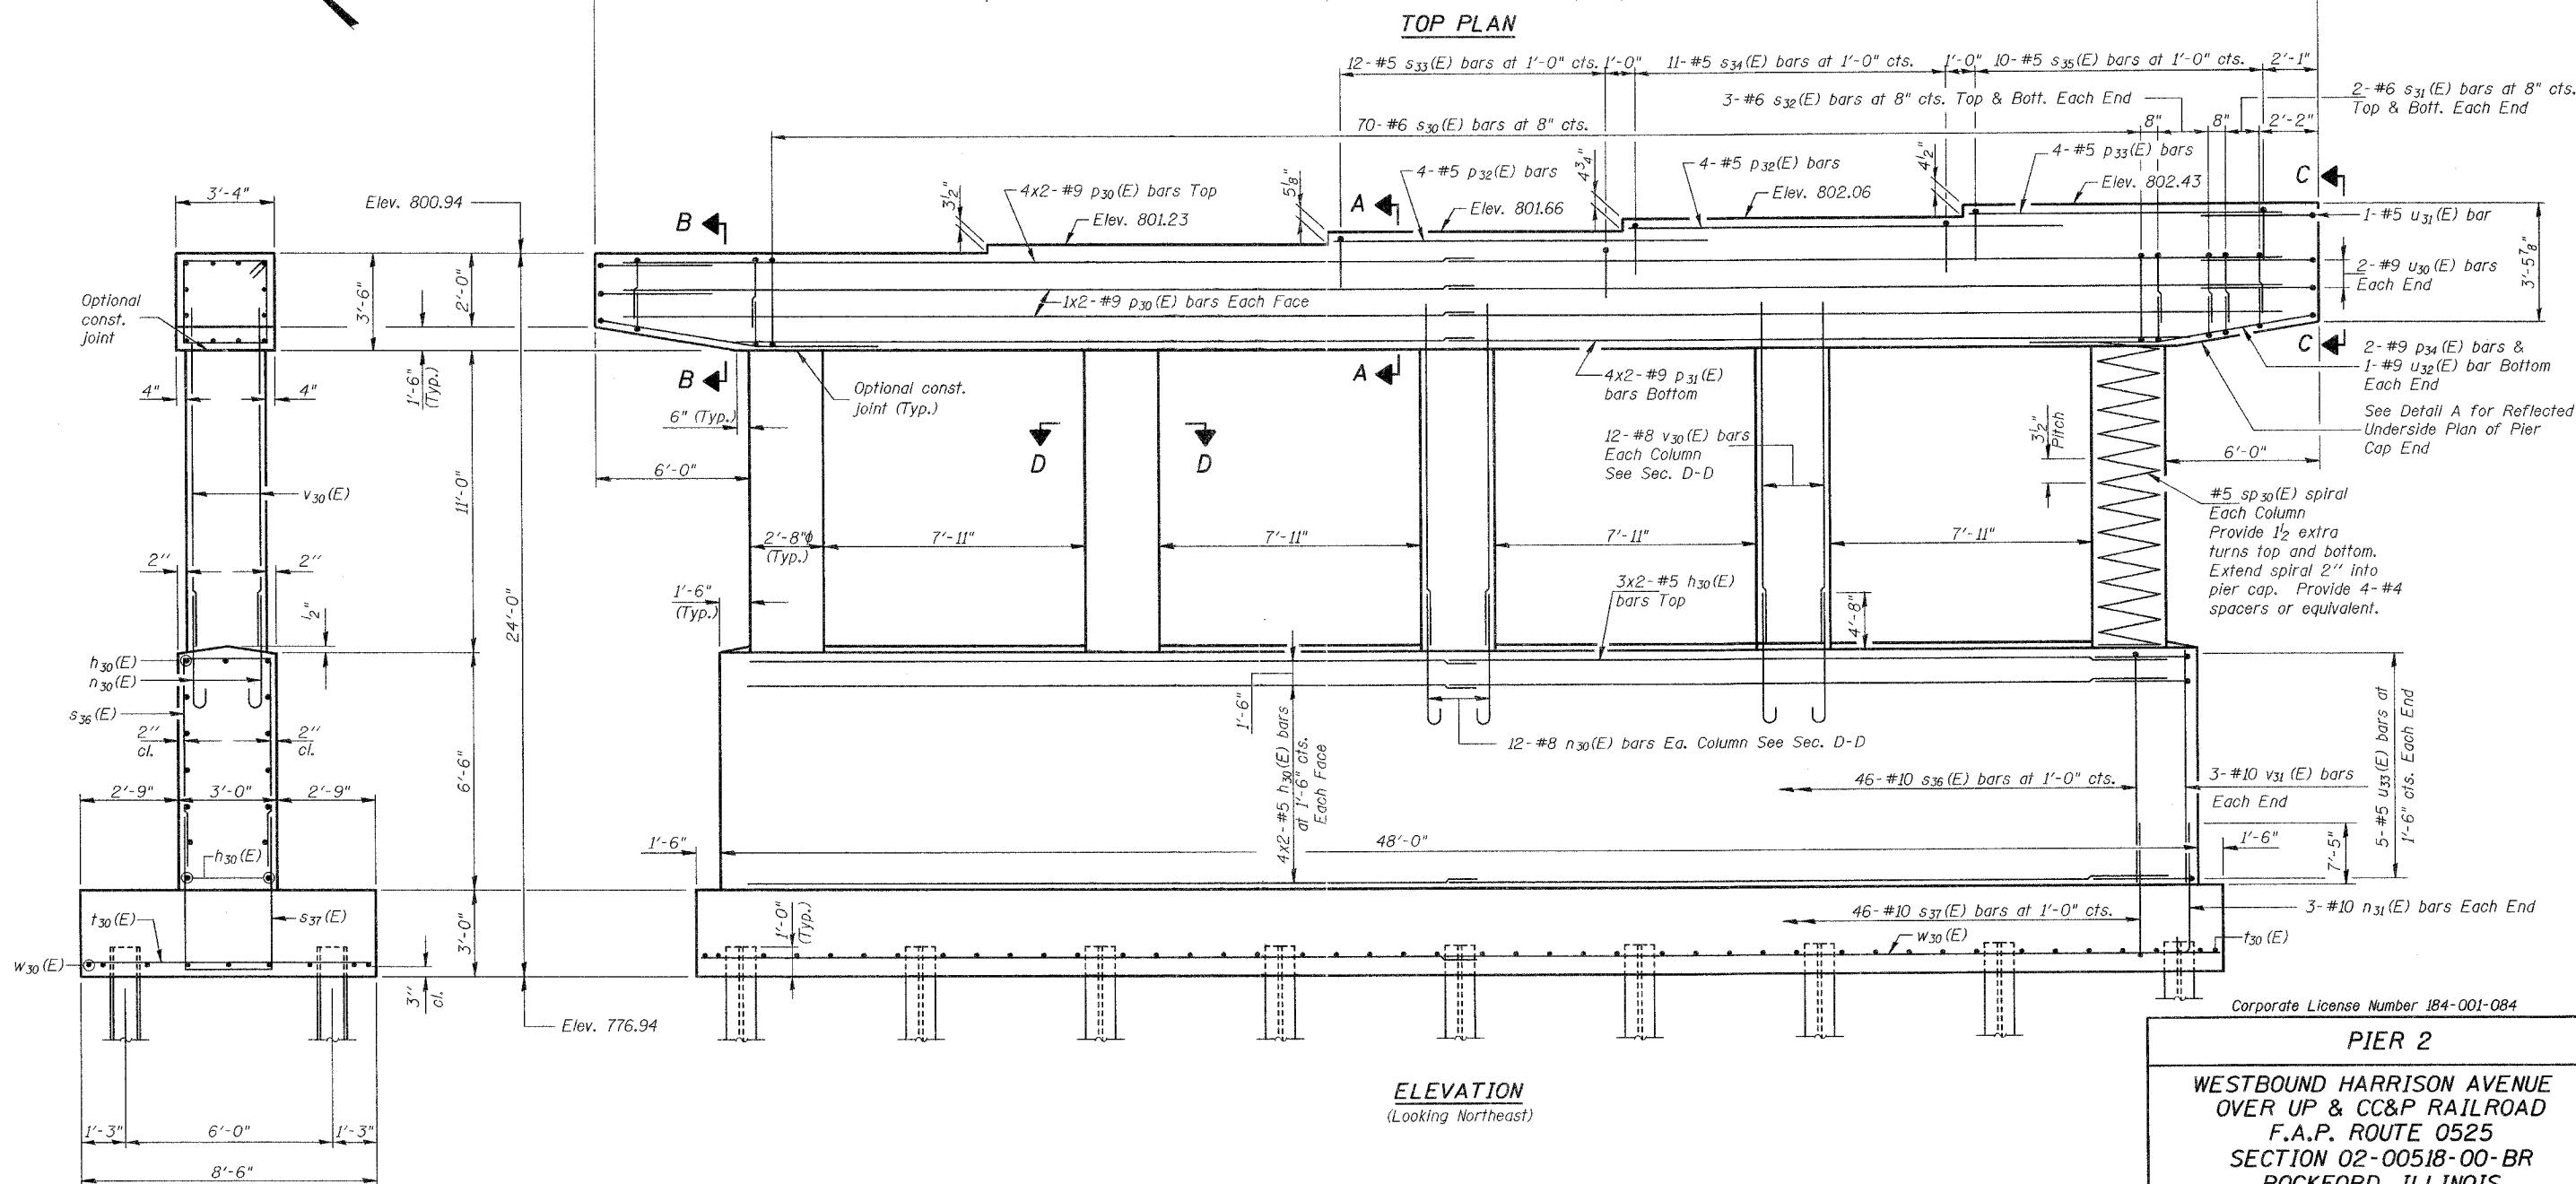 TOP PLAN
12-#5 s33(E) bars at 1'-0" cts.
1'-0"
11-#5 s34(E) bars at 1'-0" cts.
1'-0"
10-#5 s35(E) bars at 1'-0" cts.
2'-1"
3-#6 s32(E) bars at 8" cts. Top & Bott. Each End
2-#6 s31(E) bars at 8" cts.
Top & Bott. Each End
70-#6 s30(E) bars at 8" cts.
8"
8"
2'-2"
3'-4"
Elev. 800.94
3½"
4x2-#9 p30(E) bars Top
Elev. 801.23
5⅛"
4-#5 p32(E) bars
A
Elev. 801.66
4¾"
4-#5 p32(E) bars
Elev. 802.06
4½"
4-#5 p33(E) bars
Elev. 802.43
C
B
1-#5 u31(E) bar
2-#9 u30(E) bars
Each End
3'-5⅞"
Optional
const.
joint
3'-6"
2'-0"
1x2-#9 p30(E) bars Each Face
4"
4"
1'-6"
(Typ.)
B
Optional const.
joint (Typ.)
A
4x2-#9 p31(E)
bars Bottom
C
2-#9 p34(E) bars &
1-#9 u32(E) bar Bottom
Each End
See Detail A for Reflected
Underside Plan of Pier
Cap End
6" (Typ.)
6'-0"
D
D
12-#8 v30(E) bars
Each Column
See Sec. D-D
3½"
Pitch
6'-0"
v30(E)
11'-0"
#5 sp30(E) spiral
Each Column
Provide 1½ extra
turns top and bottom.
Extend spiral 2" into
pier cap. Provide 4-#4
spacers or equivalent.
2'-8"ϕ
(Typ.)
7'-11"
7'-11"
7'-11"
7'-11"
2"
2"
½"
24'-0"
1'-6"
(Typ.)
3x2-#5 h30(E)
bars Top
4'-8"
h30(E)
n30(E)
s36(E)
2"
cl.
2"
cl.
6'-6"
1'-6"
4x2-#5 h30(E) bars
at 1'-6" cts.
Each Face
12-#8 n30(E) bars Ea. Column See Sec. D-D
46-#10 s36(E) bars at 1'-0" cts.
3-#10 v31 (E) bars
Each End
5-#5 u33(E) bars at
1'-6" cts. Each End
2'-9"
3'-0"
2'-9"
1'-6"
48'-0"
7'-5"
1'-6"
h30(E)
t30(E)
s37(E)
3'-0"
1'-0"
(Typ.)
46-#10 s37(E) bars at 1'-0" cts.
3-#10 n31(E) bars Each End
w30(E)
t30(E)
w30(E)
3"
cl.
Elev. 776.94
ELEVATION
(Looking Northeast)
1'-3"
6'-0"
1'-3"
8'-6"
Corporate License Number 184-001-084
PIER 2
WESTBOUND HARRISON AVENUE
OVER UP & CC&P RAILROAD
F.A.P. ROUTE 0525
SECTION 02-00518-00-BR
ROCKFORD, ILLINOIS